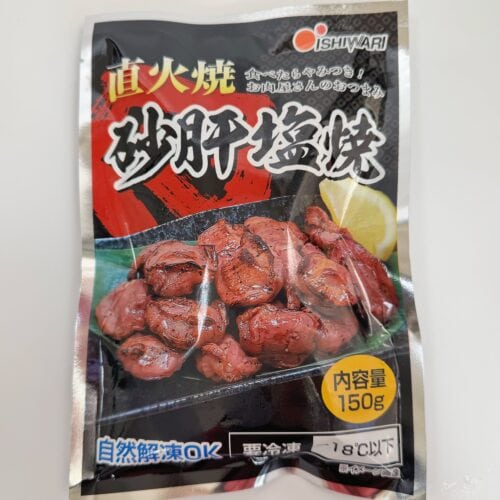 ISHIWARI
直火焼
食べたらやみつき!
お肉屋さんのおつまみ
砂肝塩焼
内容量
150g
自然解凍OK
要冷凍
-18℃以下